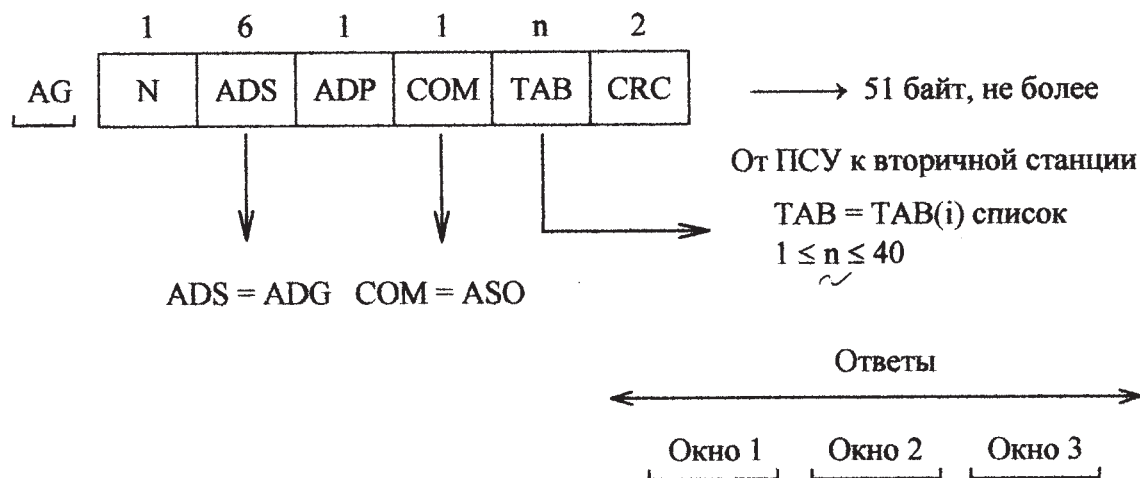 1 6 1 1 n 2
AG N ADS ADP COM TAB CRC 51 байт, не более
От ПСУ к вторичной станции
TAB = TAB(i) список
1 ≤ n ≤ 40
ADS = ADG COM = ASO
Ответы
Окно 1 Окно 2 Окно 3